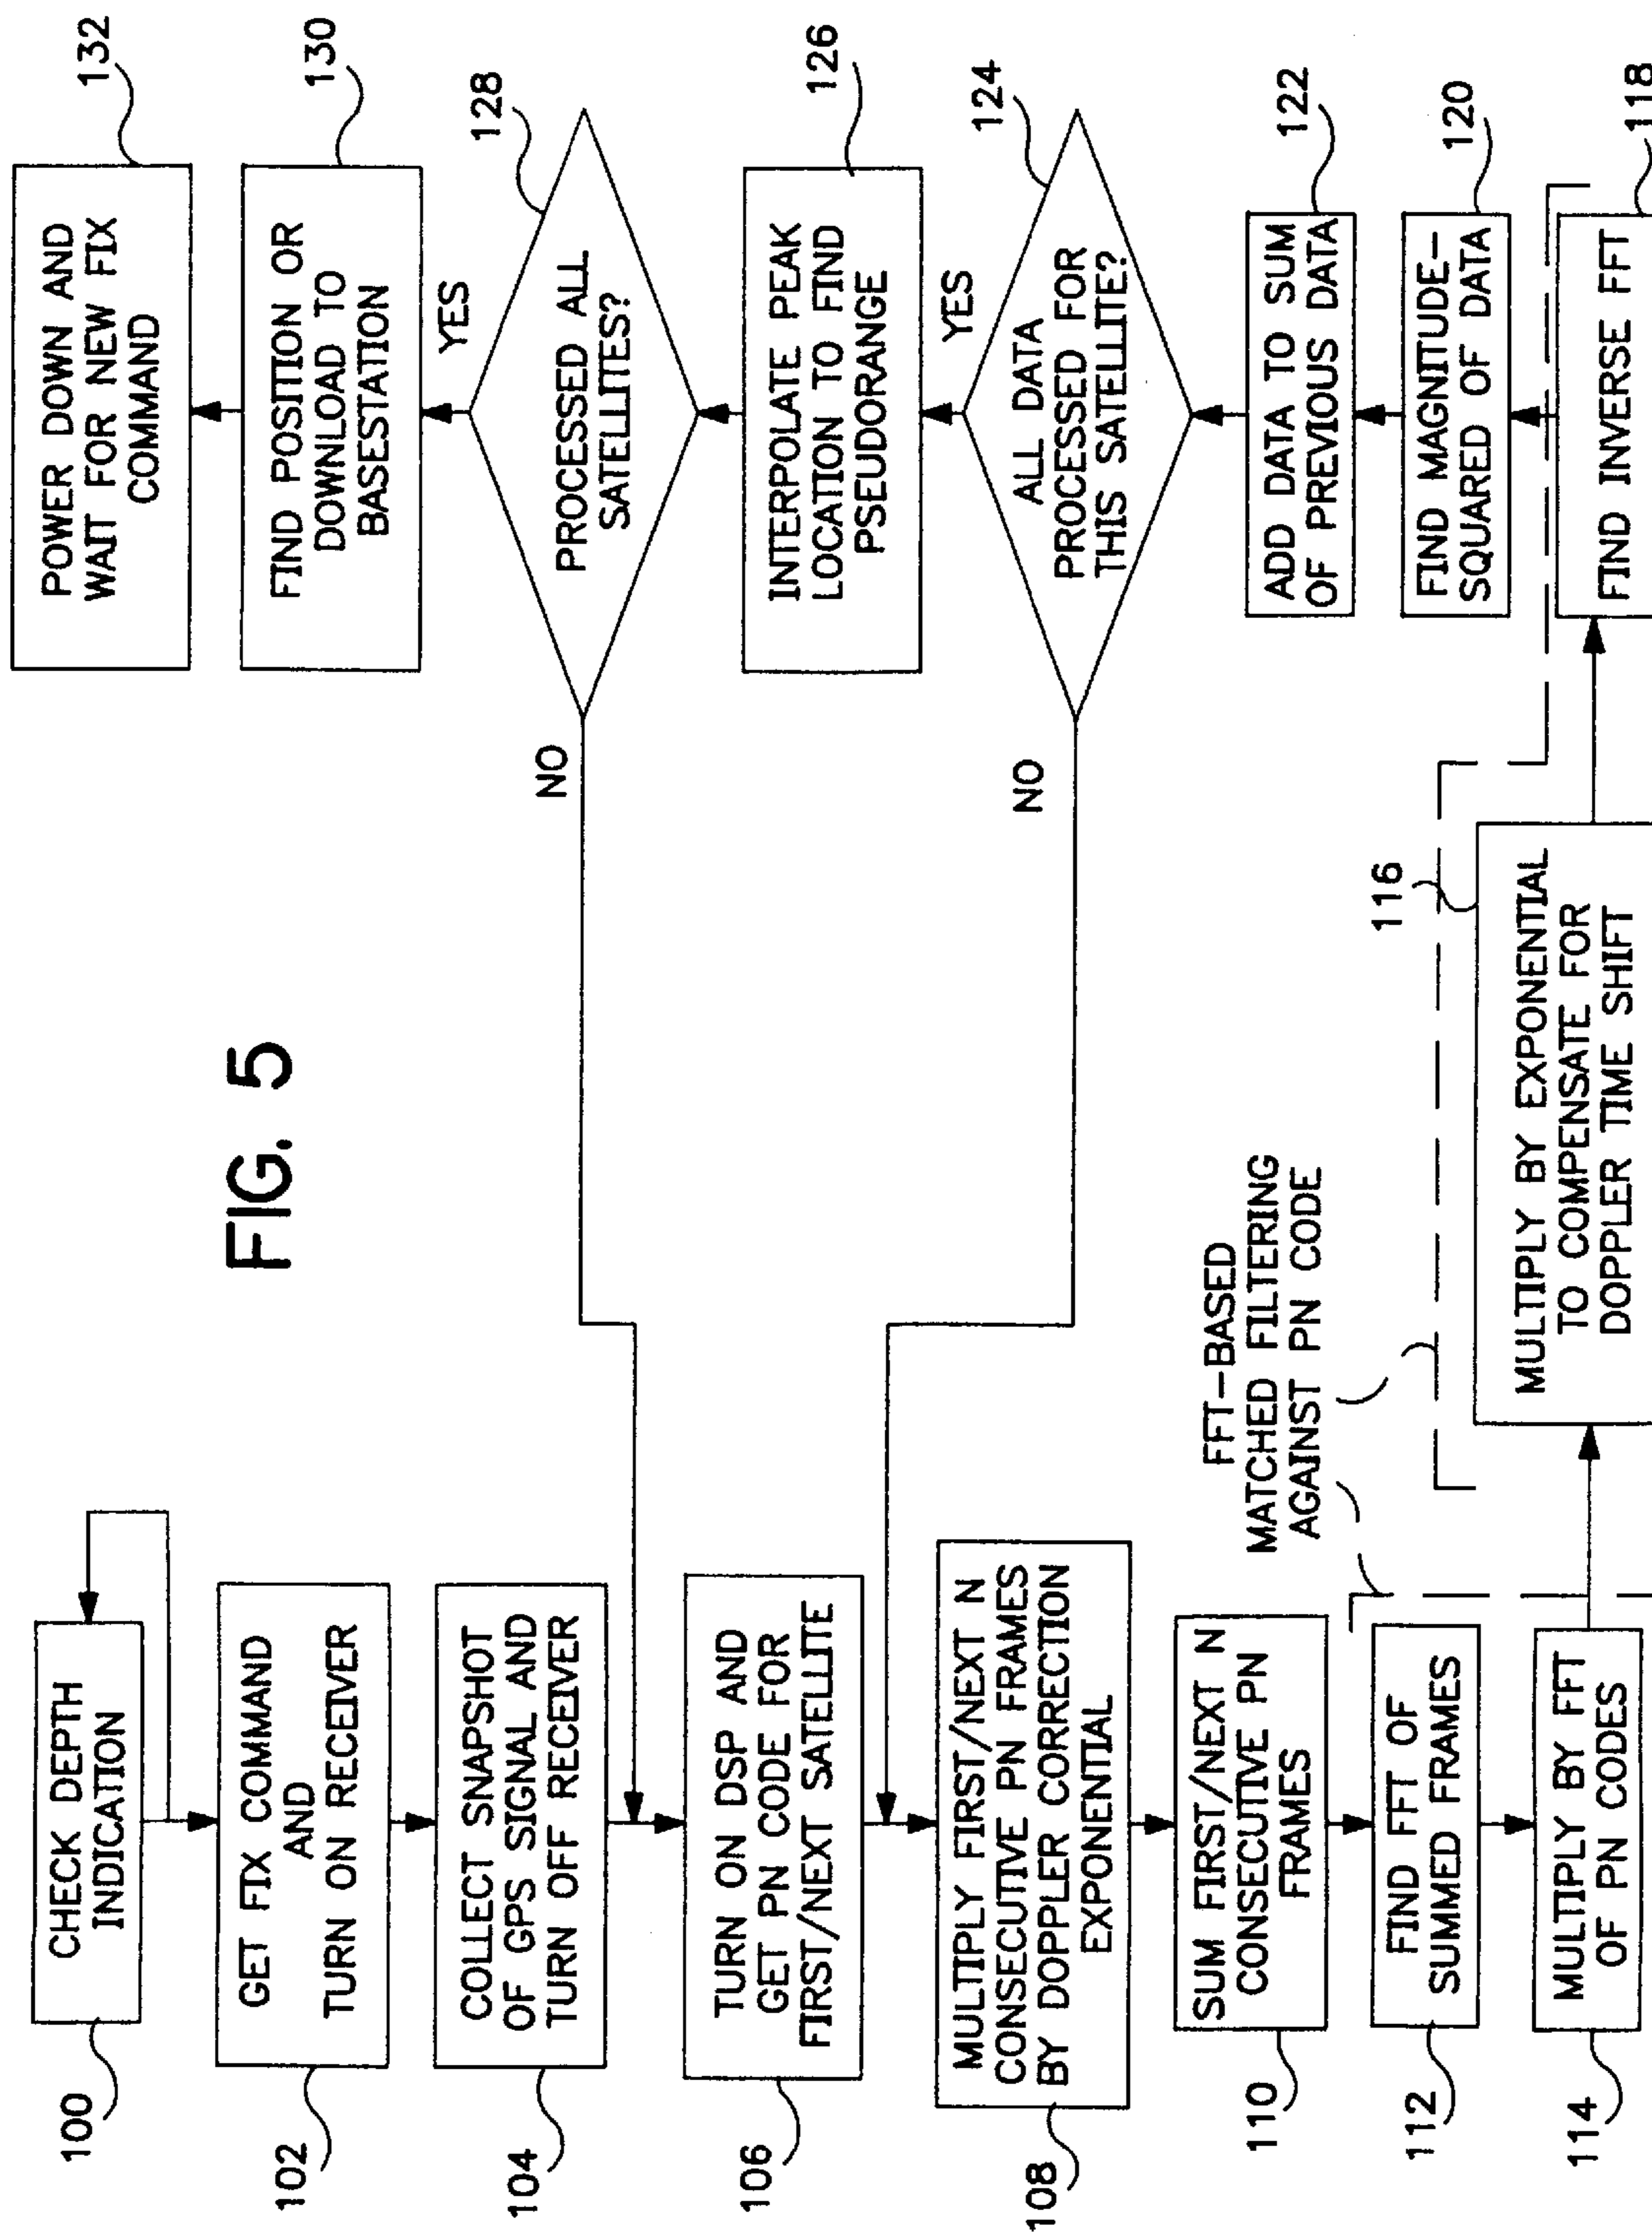 FIG. 5
100
CHECK DEPTH
INDICATION
102
GET FIX COMMAND
AND
TURN ON RECEIVER
104
COLLECT SNAPSHOT
OF GPS SIGNAL AND
TURN OFF RECEIVER
106
TURN ON DSP AND
GET PN CODE FOR
FIRST/NEXT SATELLITE
108
MULTIPLY FIRST/NEXT N
CONSECUTIVE PN FRAMES
BY DOPPLER CORRECTION
EXPONENTIAL
110
SUM FIRST/NEXT N
CONSECUTIVE PN
FRAMES
112
FIND FFT OF
SUMMED FRAMES
114
MULTIPLY BY FFT
OF PN CODES
FFT-BASED
MATCHED FILTERING
AGAINST PN CODE
116
MULTIPLY BY EXPONENTIAL
TO COMPENSATE FOR
DOPPLER TIME SHIFT
118
FIND INVERSE FFT
120
FIND MAGNITUDE-
SQUARED OF DATA
122
ADD DATA TO SUM
OF PREVIOUS DATA
124
ALL DATA
PROCESSED FOR
THIS SATELLITE?
NO
YES
126
INTERPOLATE PEAK
LOCATION TO FIND
PSEUDORANGE
128
PROCESSED ALL
SATELLITES?
NO
YES
130
FIND POSITION OR
DOWNLOAD TO
BASESTATION
132
POWER DOWN AND
WAIT FOR NEW FIX
COMMAND